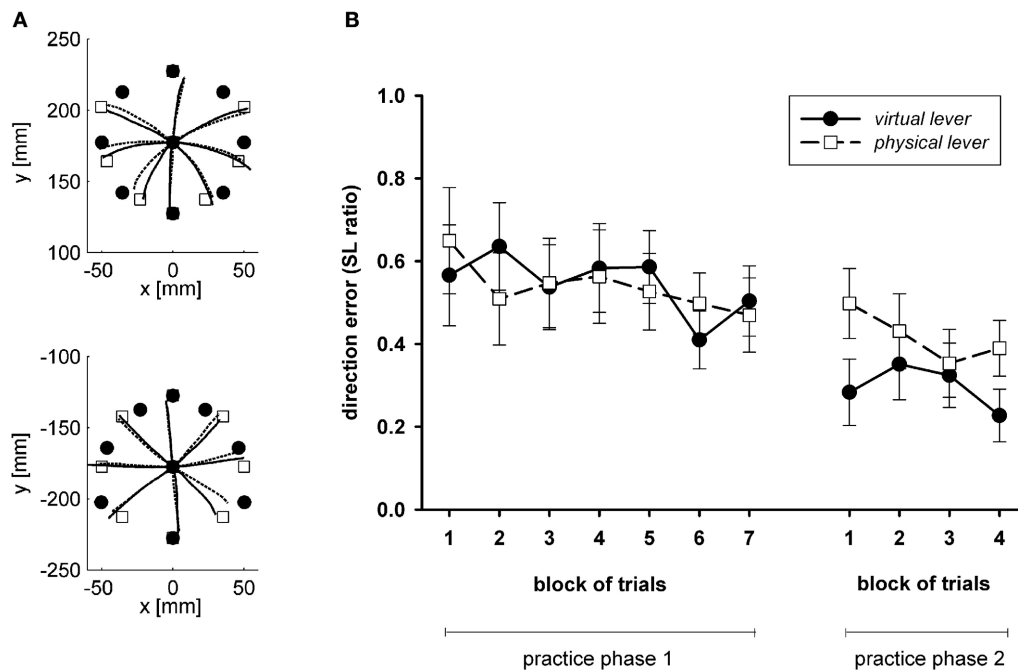 A
250
200
150
100
y [mm]
-50 0 50
x [mm]
-100
-150
-200
-250
y [mm]
-50 0 50
x [mm]
B
virtual lever
physical lever
1.0
0.8
0.6
0.4
0.2
0.0
direction error (SL ratio)
1 2 3 4 5 6 7 1 2 3 4
block of trials block of trials
practice phase 1 practice phase 2